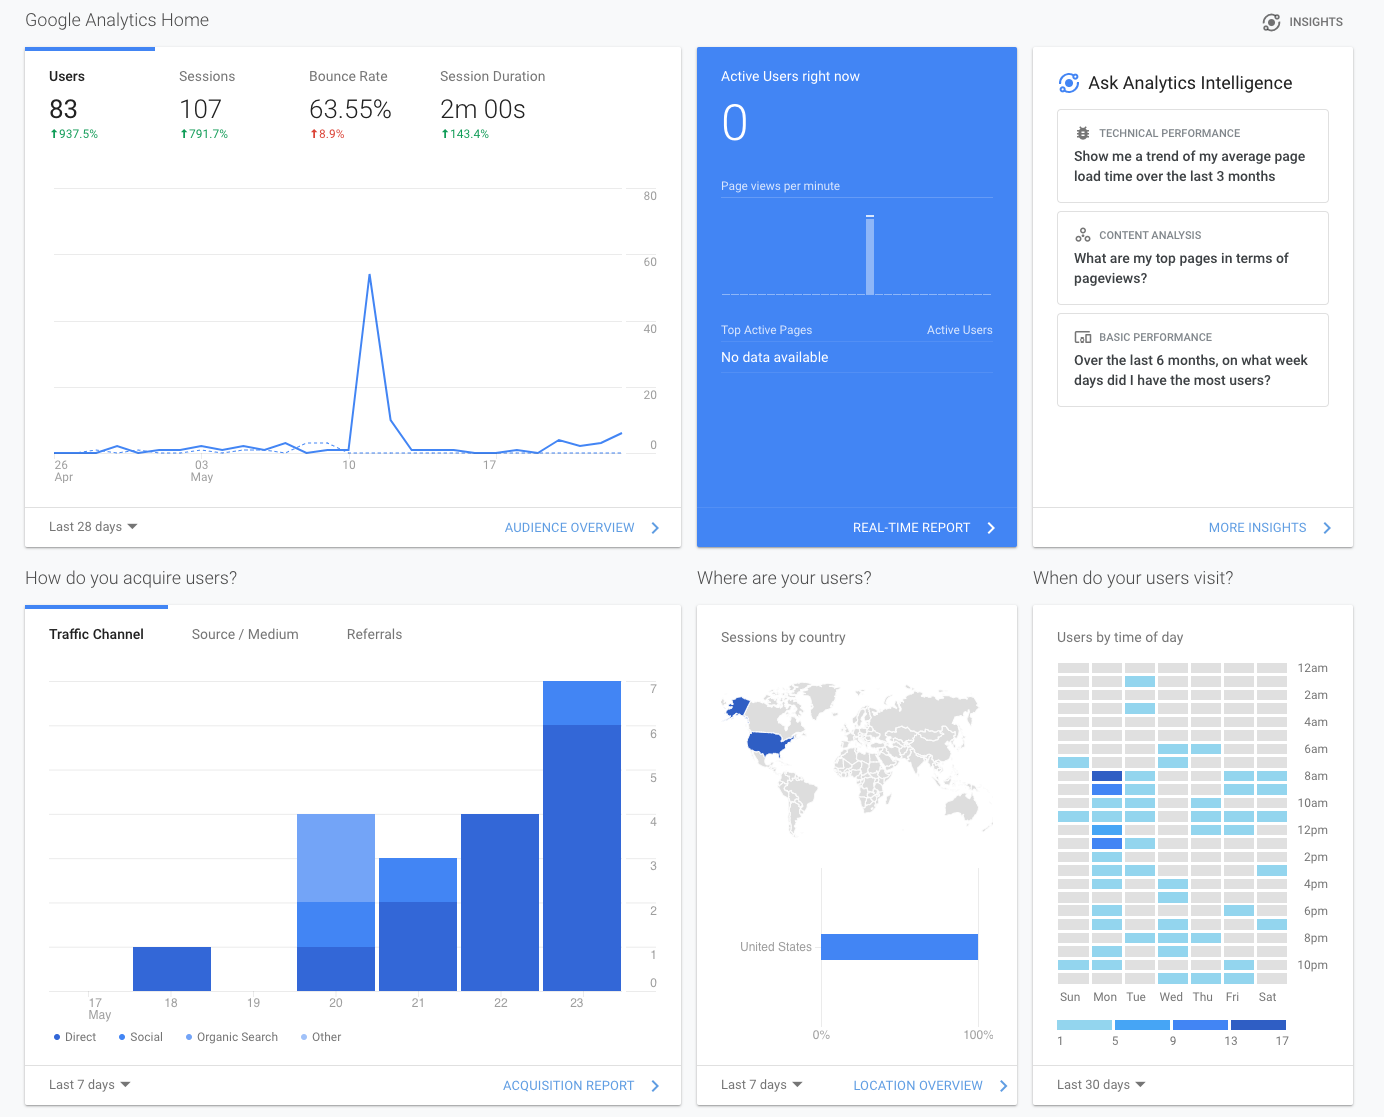 Google Analytics Home
INSIGHTS
Users
83
937.5%
Sessions
107
791.7%
Bounce Rate
63.55%
8.9%
Session Duration
2m 00s
143.4%
80
60
40
20
0
26
Apr
03
May
10
17
Last 28 days
AUDIENCE OVERVIEW
Active Users right now
0
Page views per minute
Top Active Pages
Active Users
No data available
REAL-TIME REPORT
Ask Analytics Intelligence
TECHNICAL PERFORMANCE
Show me a trend of my average page
load time over the last 3 months
CONTENT ANALYSIS
What are my top pages in terms of
pageviews?
BASIC PERFORMANCE
Over the last 6 months, on what week
days did I have the most users?
MORE INSIGHTS
How do you acquire users?
Traffic Channel
Source / Medium
Referrals
7
6
5
4
3
2
1
0
17
May
18
19
20
21
22
23
Direct
Social
Organic Search
Other
Last 7 days
ACQUISITION REPORT
Where are your users?
Sessions by country
United States
0%
100%
Last 7 days
LOCATION OVERVIEW
When do your users visit?
Users by time of day
12am
2am
4am
6am
8am
10am
12pm
2pm
4pm
6pm
8pm
10pm
Sun
Mon
Tue
Wed
Thu
Fri
Sat
1
5
9
13
17
Last 30 days